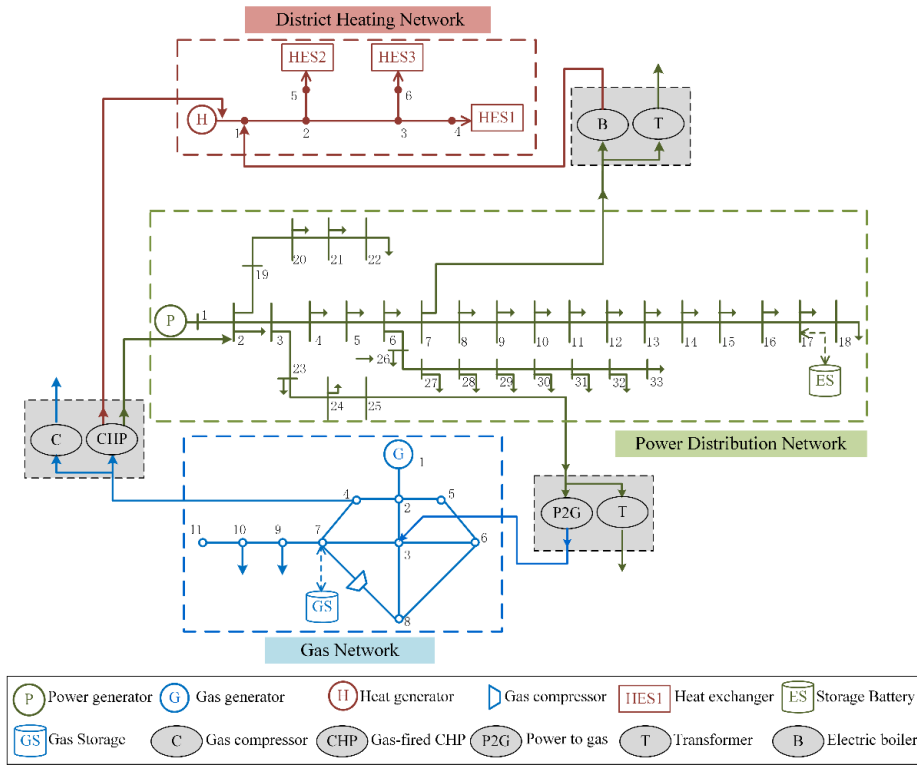 District Heating Network
HES2 HES3
5 6
H HES1
1 2 3 4
B T
20 21 22
19
P 1
2 3 4 5 6 7 8 9 10 11 12 13 14 15 16 17 18
26
23 27 28 29 30 31 32 33
ES
24 25
C CHP
Power Distribution Network
G 1
4 2 5
P2G T
11 10 9 7 3 6
GS
8
Gas Network
P Power generator G Gas generator H Heat generator Gas compressor HES1 Heat exchanger ES Storage Battery
GS Gas Storage C Gas compressor CHP Gas-fired CHP P2G Power to gas T Transformer B Electric boiler